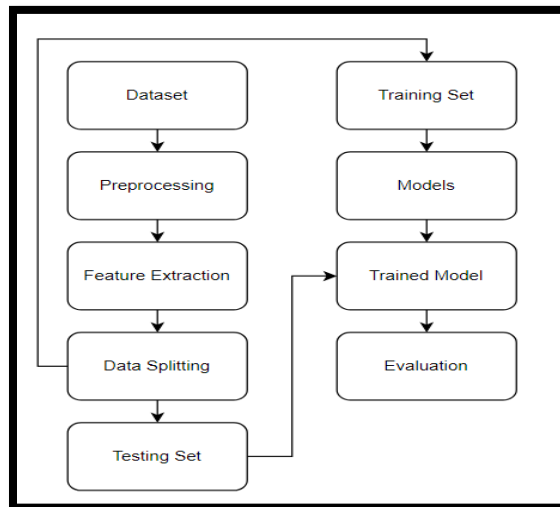 Dataset
Preprocessing
Feature Extraction
Data Splitting
Testing Set
Training Set
Models
Trained Model
Evaluation